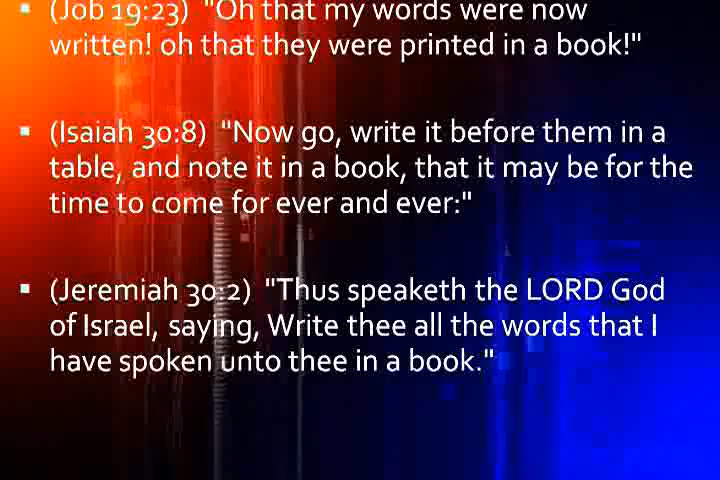 ▪ (Job 19:23) "Oh that my words were now
written! oh that they were printed in a book!"
▪ (Isaiah 30:8) "Now go, write it before them in a
table, and note it in a book, that it may be for the
time to come for ever and ever:"
▪ (Jeremiah 30:2) "Thus speaketh the LORD God
of Israel, saying, Write thee all the words that I
have spoken unto thee in a book."